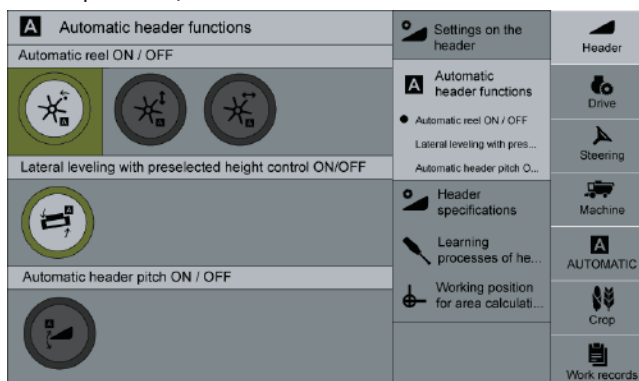 A Automatic header functions
Automatic reel ON / OFF
A
A
A
Lateral leveling with preselected height control ON/OFF
A
Automatic header pitch ON / OFF
A
Settings on the
header
A Automatic
header functions
Automatic reel ON / OFF
Lateral leveling with pres...
Automatic header pitch O...
Header
specifications
Learning
processes of he...
Working position
for area calculati...
Header
Drive
Steering
Machine
A
AUTOMATIC
Crop
Work records